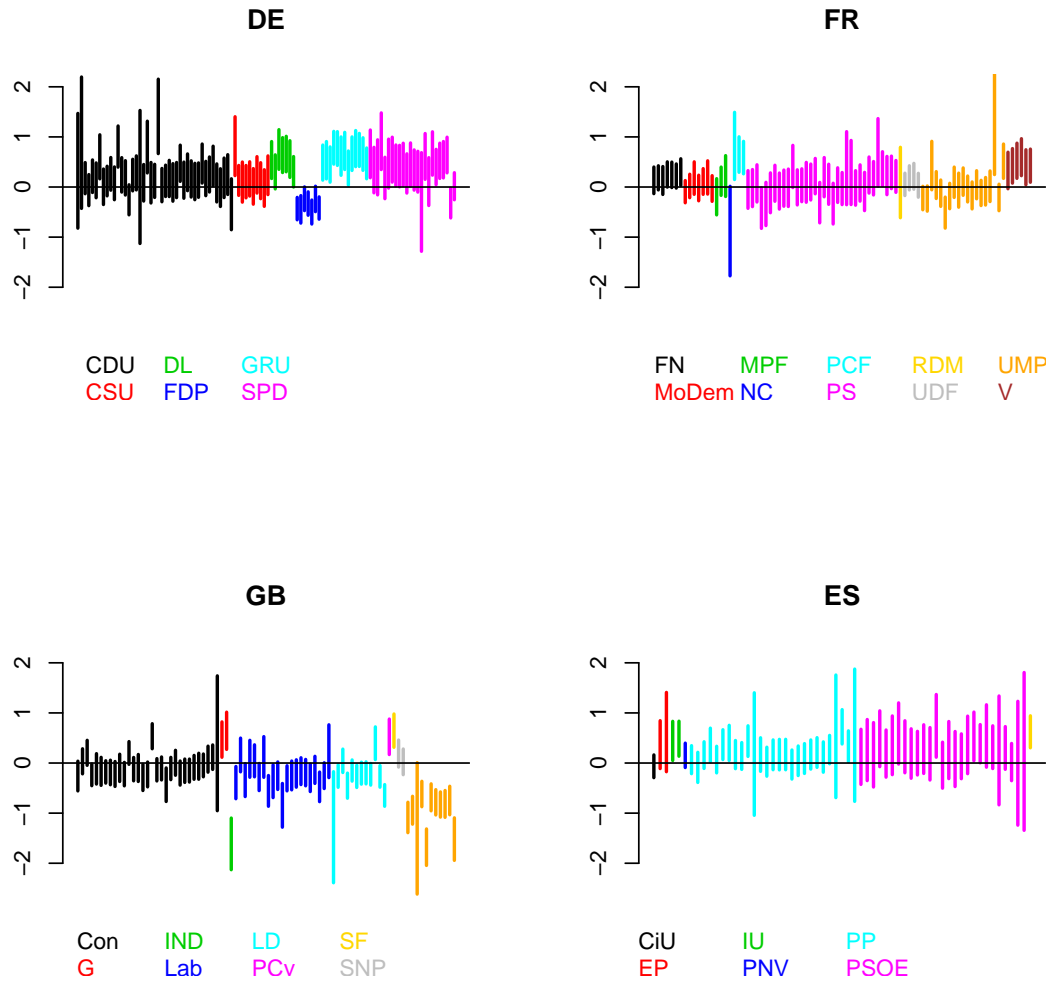 DE
2
1
0
−1
−2
CDU DL GRU
CSU FDP SPD
FR
2
1
0
−1
−2
FN MPF PCF RDM UMP
MoDem NC PS UDF V
GB
2
1
0
−1
−2
Con IND LD SF
G Lab PCv SNP
ES
2
1
0
−1
−2
CiU IU PP
EP PNV PSOE